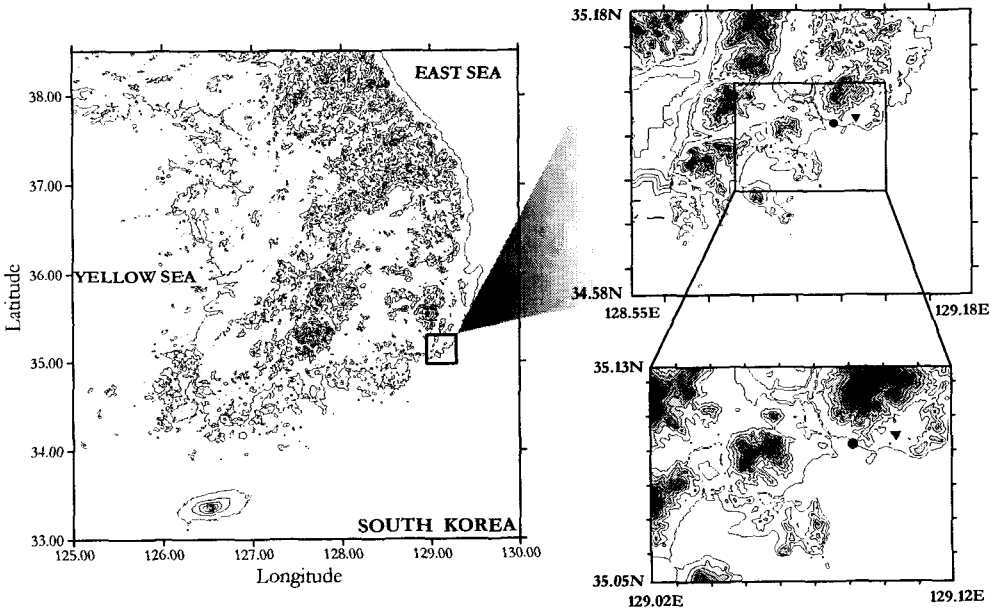 EAST SEA
38.00
37.00
36.00
35.00
34.00
33.00
YELLOW SEA
SOUTH KOREA
125.00 126.00 127.00 128.00 129.00 130.00
Longitude
Latitude
35.18N
34.58N
128.55E 129.18E
35.13N
35.05N
129.02E 129.12E